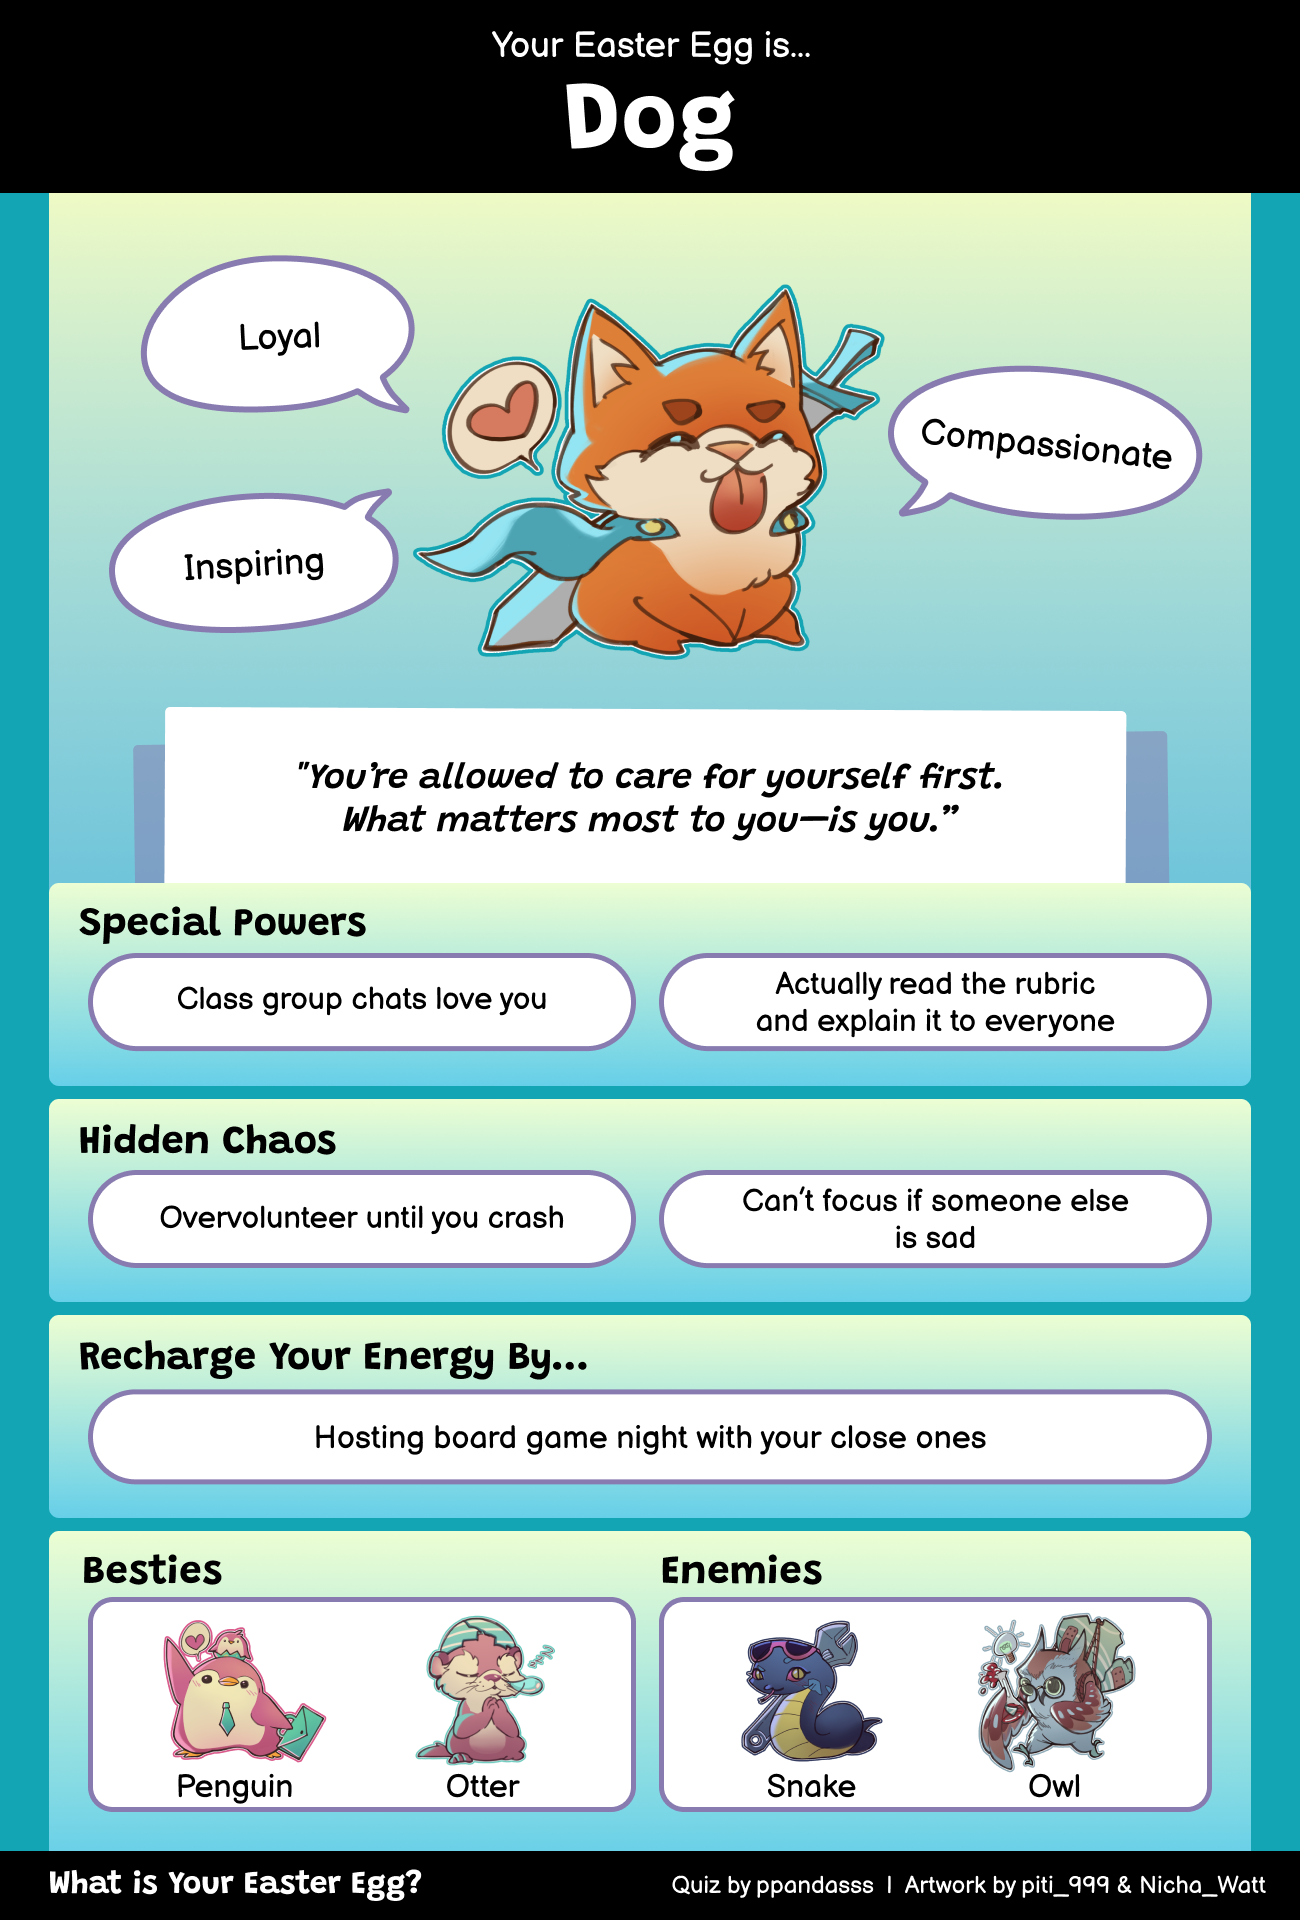 Your Easter Egg is...
Dog
Loyal
Compassionate
Inspiring
"You’re allowed to care for yourself first.
What matters most to you—is you.”
Special Powers
Class group chats love you
Actually read the rubric
and explain it to everyone
Hidden Chaos
Overvolunteer until you crash
Can’t focus if someone else
is sad
Recharge Your Energy By...
Hosting board game night with your close ones
Besties
Enemies
Penguin
Otter
Snake
Owl
What is Your Easter Egg?
Quiz by ppandasss | Artwork by piti_999 & Nicha_Watt